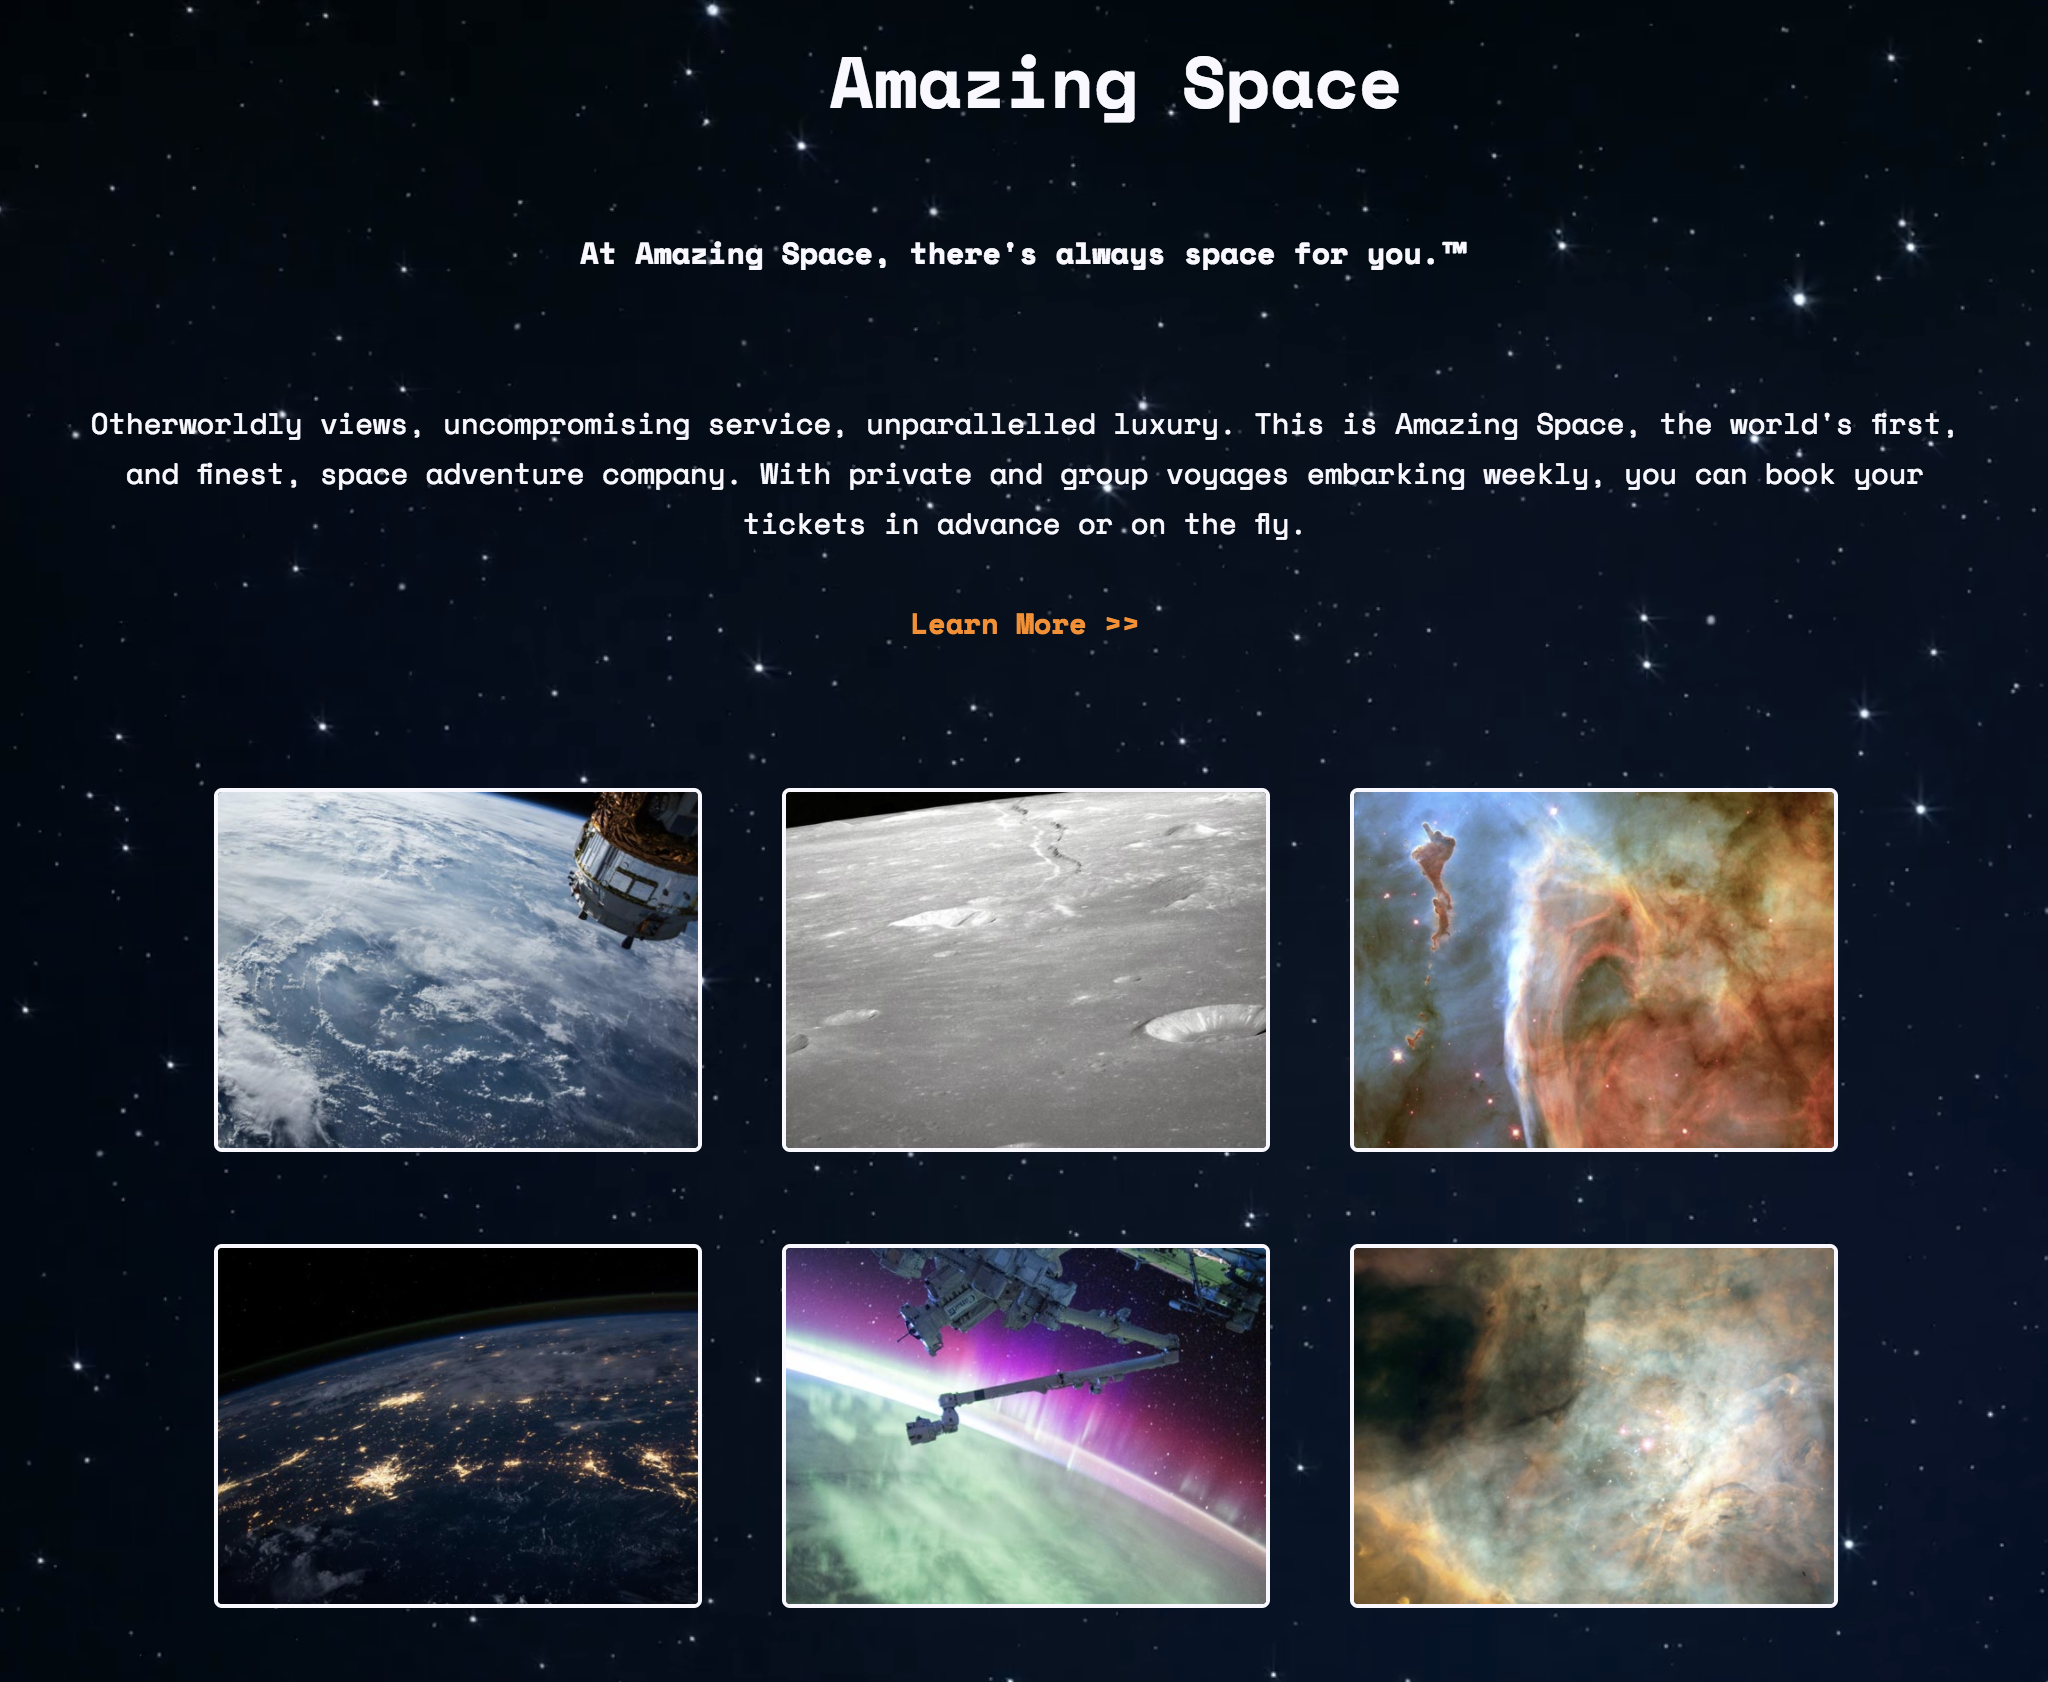 Amazing Space
At Amazing Space, there's always space for you.™
Otherworldly views, uncompromising service, unparallelled luxury. This is Amazing Space, the world's first,
and finest, space adventure company. With private and group voyages embarking weekly, you can book your
tickets in advance or on the fly.
Learn More >>